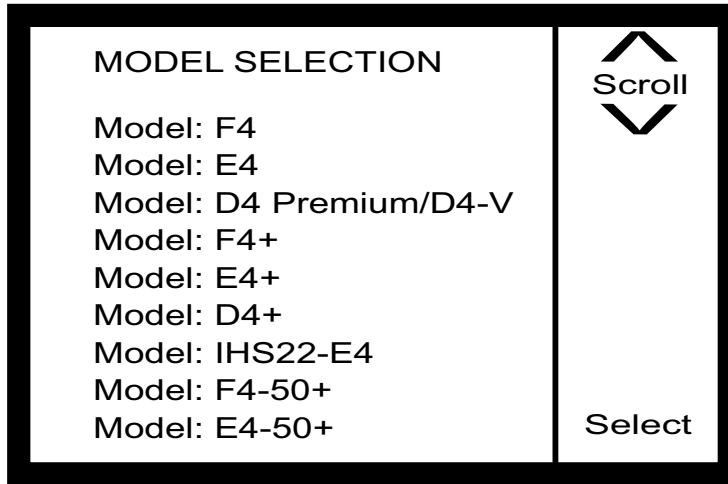 MODEL SELECTION
Model: F4
Model: E4
Model: D4 Premium/D4-V
Model: F4+
Model: E4+
Model: D4+
Model: IHS22-E4
Model: F4-50+
Model: E4-50+
Scroll
Select